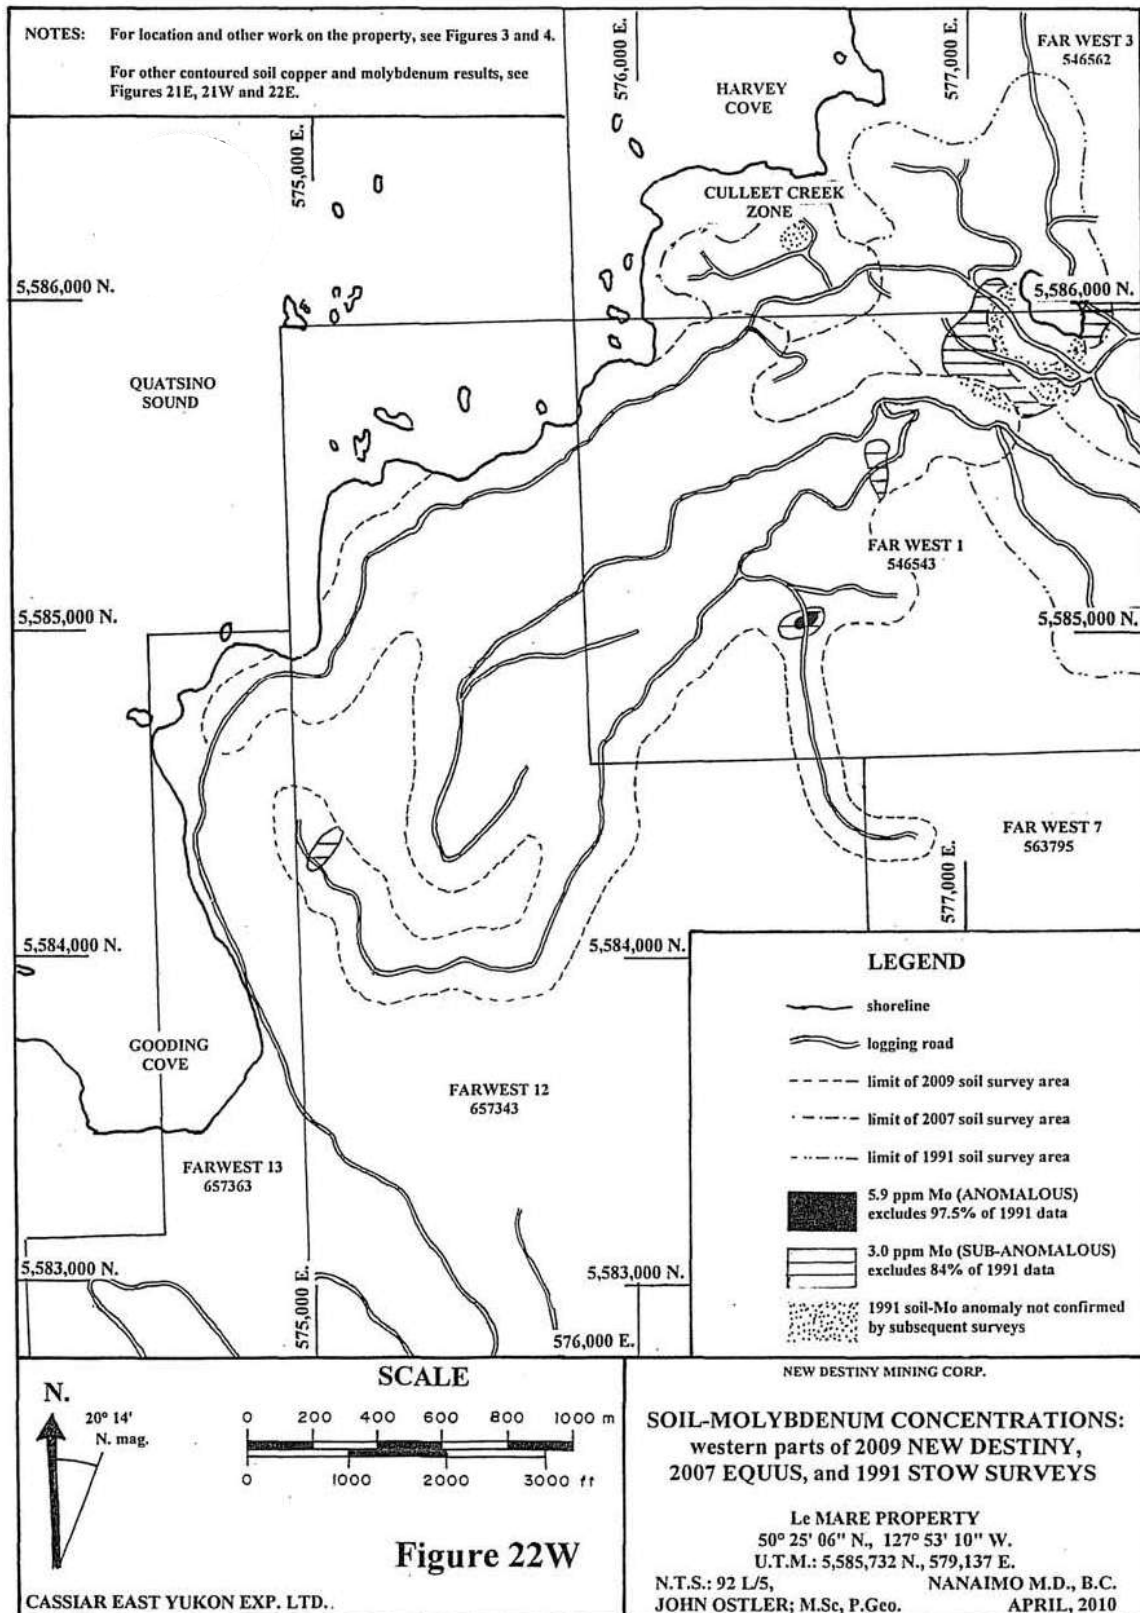 NOTES: For location and other work on the property, see Figures 3 and 4.
For other contoured soil copper and molybdenum results, see
Figures 21E, 21W and 22E.
575,000 E.
576,000 E.
577,000 E.
FAR WEST 3
546562
HARVEY
COVE
CULLEET CREEK
ZONE
5,586,000 N.
5,586,000 N.
QUATSINO
SOUND
FAR WEST 1
546543
5,585,000 N.
5,585,000 N.
FAR WEST 7
563795
577,000 E.
5,584,000 N.
5,584,000 N.
GOODING
COVE
FARWEST 12
657343
FARWEST 13
657363
5,583,000 N.
5,583,000 N.
575,000 E.
576,000 E.
LEGEND
shoreline
logging road
limit of 2009 soil survey area
limit of 2007 soil survey area
limit of 1991 soil survey area
5.9 ppm Mo (ANOMALOUS)
excludes 97.5% of 1991 data
3.0 ppm Mo (SUB-ANOMALOUS)
excludes 84% of 1991 data
1991 soil-Mo anomaly not confirmed
by subsequent surveys
N.
20° 14'
N. mag.
SCALE
0 200 400 600 800 1000 m
0 1000 2000 3000 ft
Figure 22W
CASSIAR EAST YUKON EXP. LTD.
NEW DESTINY MINING CORP.
SOIL-MOLYBDENUM CONCENTRATIONS:
western parts of 2009 NEW DESTINY,
2007 EQUUS, and 1991 STOW SURVEYS
Le MARE PROPERTY
50° 25' 06" N., 127° 53' 10" W.
U.T.M.: 5,585,732 N., 579,137 E.
N.T.S.: 92 L/5, NANAIMO M.D., B.C.
JOHN OSTLER; M.Sc, P.Geo. APRIL, 2010